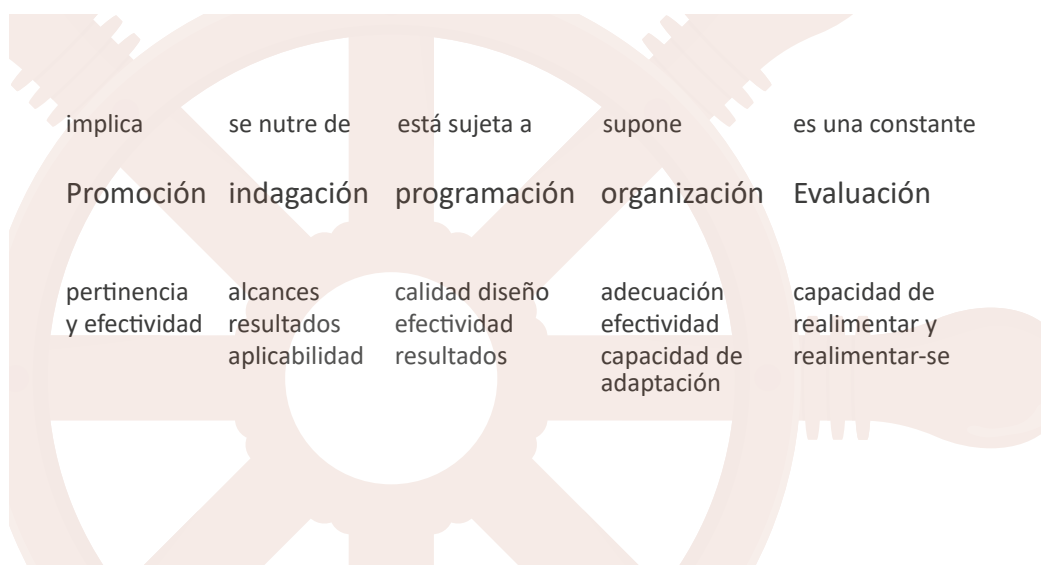 implica se nutre de está sujeta a supone es una constante
Promoción indagación programación organización Evaluación
pertinencia alcances calidad diseño adecuación capacidad de
y efectividad resultados efectividad efectividad realimentar y
aplicabilidad resultados capacidad de realimentar-se
adaptación